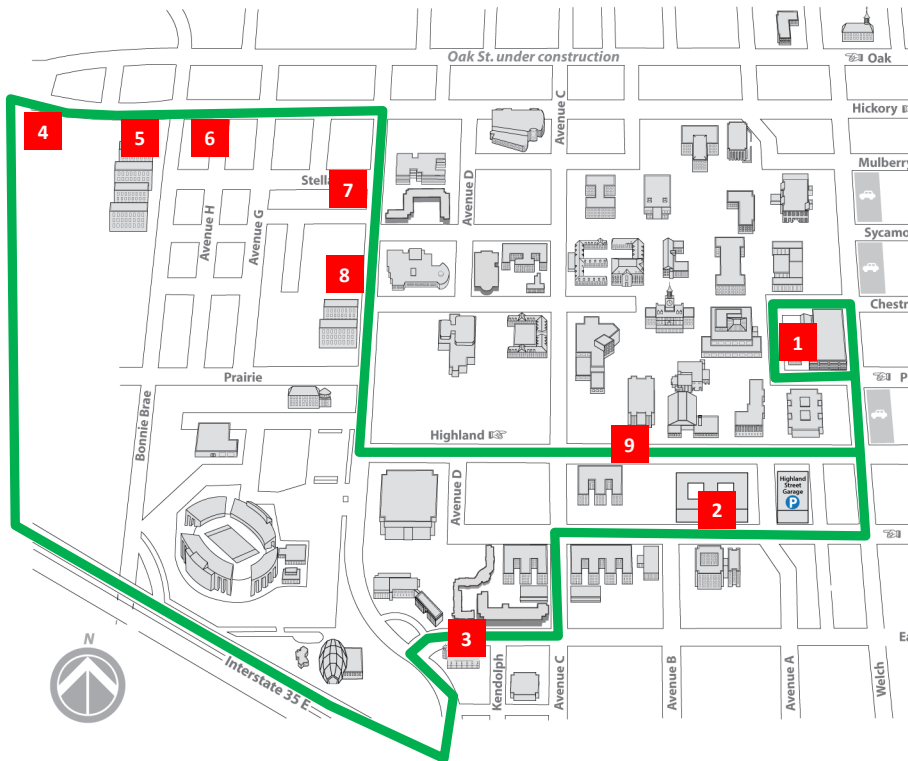 Oak St. under construction
Oak
Avenue C
Hickory
4
5
6
Mulberry
Stella
7
Avenue D
Avenue H
Avenue G
Sycamo
8
Chestn
1
Prairie
P
Bonnie Brae
Highland
9
Avenue D
Highland
Street
Garage
P
2
3
N
Interstate 35 E
Ea
Kendolph
Avenue C
Avenue B
Avenue A
Welch